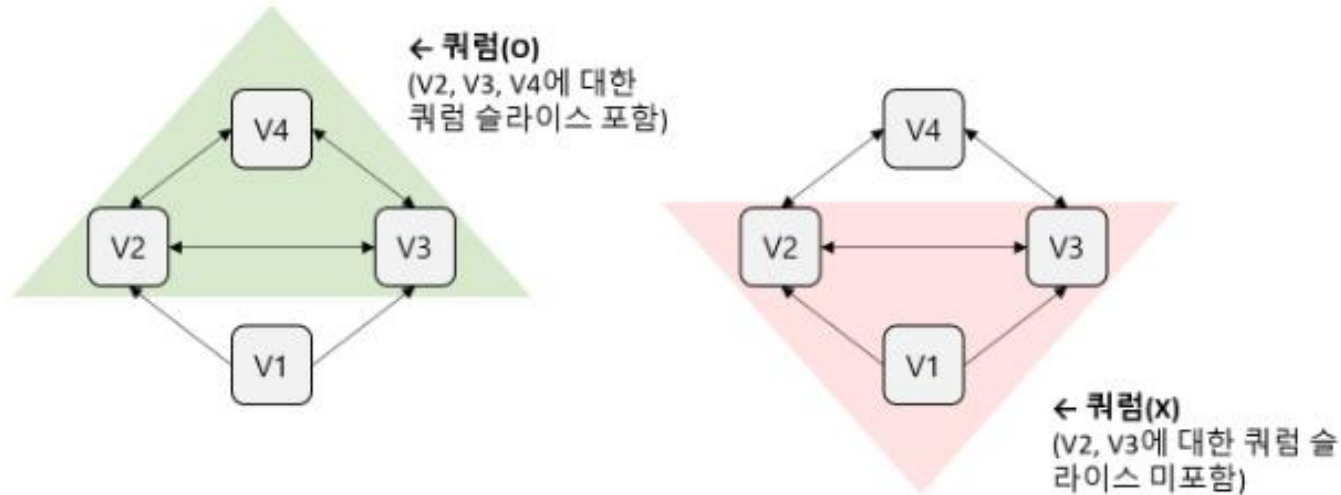 ← 쿼럼(O)
(V2, V3, V4에 대한
쿼럼 슬라이스 포함)
V4
V2
V3
V1
V4
V2
V3
V1
← 쿼럼(X)
(V2, V3에 대한 쿼럼 슬
라이스 미포함)